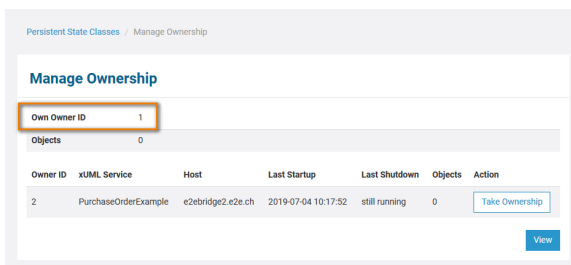 Persistent State Classes / Manage Ownership
Manage Ownership
Own Owner ID 1
Objects 0
Owner ID xUML Service Host Last Startup Last Shutdown Objects Action
2 PurchaseOrderExample e2ebridge2.e2e.ch 2019-07-04 10:17:52 still running 0 Take Ownership
View